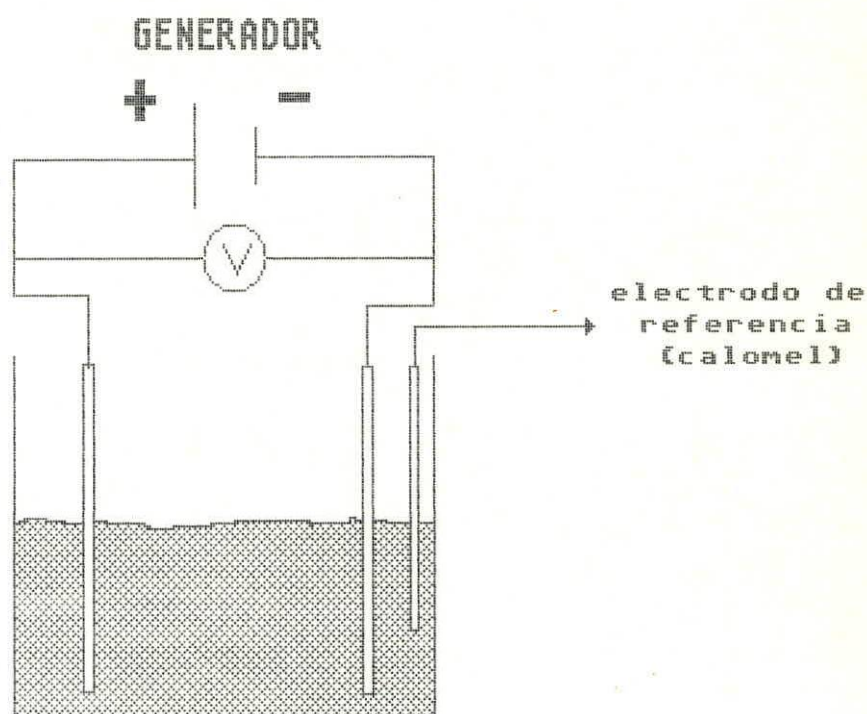 GENERADOR
+ -
V
electrodo de
referencia
(calomel)